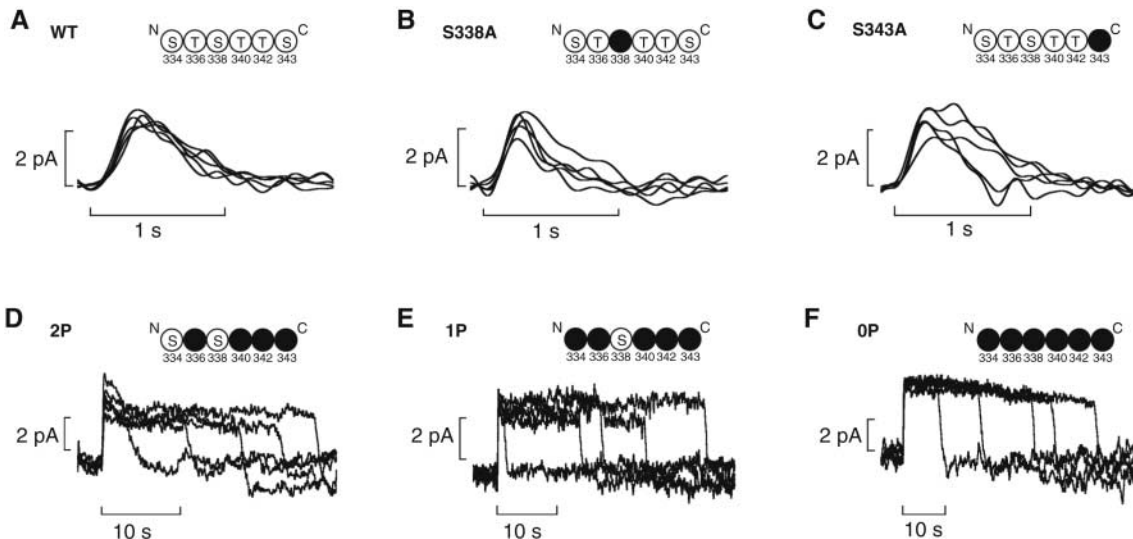 A WT N S T S T T S C
334 336 338 340 342 343
2 pA
1 s
B S338A N S T T T S C
334 336 338 340 342 343
2 pA
1 s
C S343A N S T S T T C
334 336 338 340 342 343
2 pA
1 s
D 2P N S S C
334 336 338 340 342 343
2 pA
10 s
E 1P N S C
334 336 338 340 342 343
2 pA
10 s
F 0P N C
334 336 338 340 342 343
2 pA
10 s